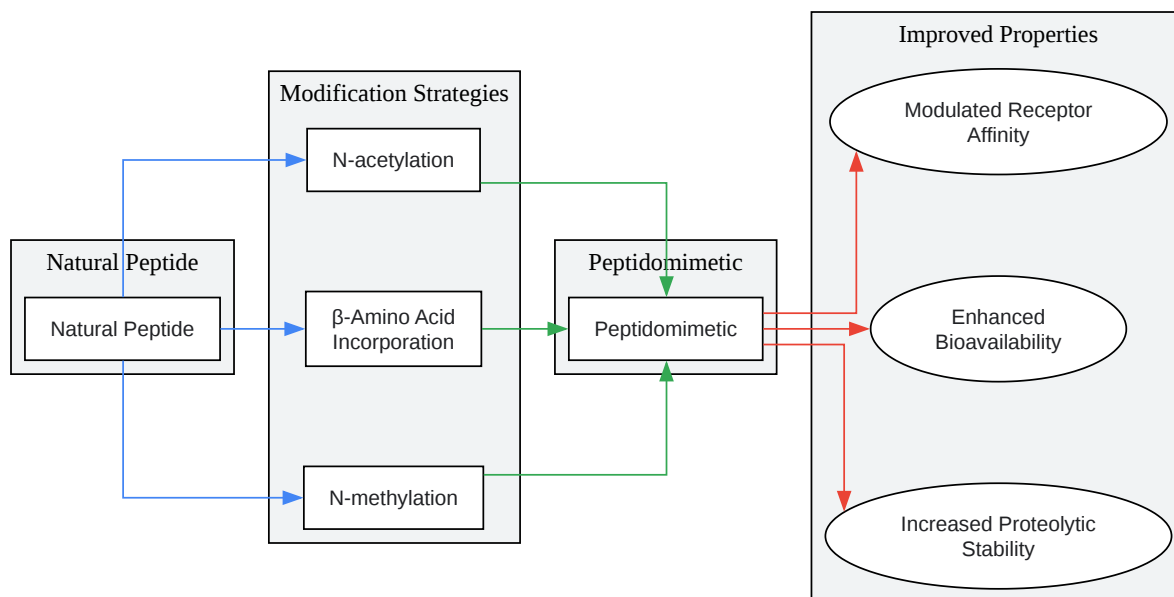 Natural Peptide
Natural Peptide
Modification Strategies
N-acetylation
β-Amino Acid
Incorporation
N-methylation
Peptidomimetic
Peptidomimetic
Improved Properties
Modulated Receptor
Affinity
Enhanced
Bioavailability
Increased Proteolytic
Stability